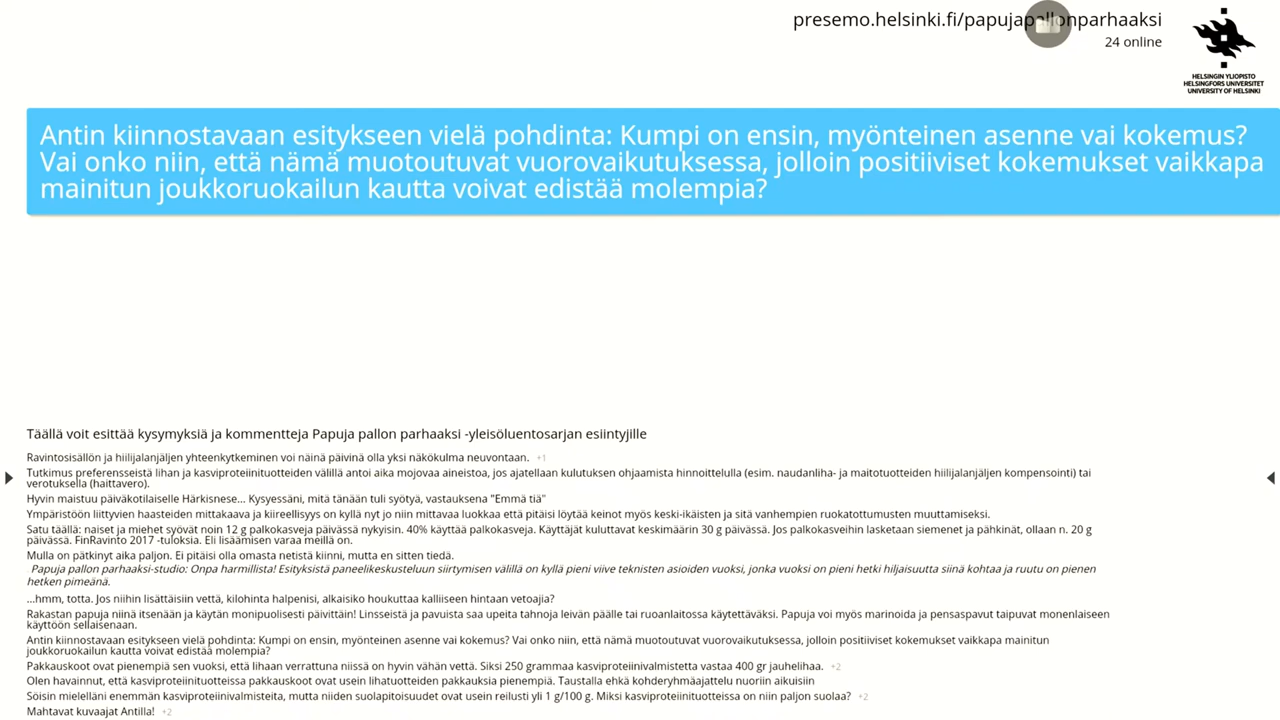 presemo.helsinki.fi/papujapallonparhaaksi
24 online
HELSINGIN YLIOPISTO
HELSINGFORS UNIVERSITET
UNIVERSITY OF HELSINKI
Antin kiinnostavaan esitykseen vielä pohdinta: Kumpi on ensin, myönteinen asenne vai kokemus?
Vai onko niin, että nämä muotoutuvat vuorovaikutuksessa, jolloin positiiviset kokemukset vaikkapa
mainitun joukkoruokailun kautta voivat edistää molempia?
Täällä voit esittää kysymyksiä ja kommentteja Papuja pallon parhaaksi -yleisöluentosarjan esiintyjille
Ravintosisällön ja hiilijalanjäljen yhteenkytkeminen voi näinä päivinä olla yksi näkökulma neuvontaan. +1
Tutkimus preferensseistä lihan ja kasviproteiinituotteiden välillä antoi aika mojovaa aineistoa, jos ajatellaan kulutuksen ohjaamista hinnoittelulla (esim. naudanliha- ja maitotuotteiden hiilijalanjäljen kompensointi) tai
verotuksella (haittavero).
Hyvin maistuu päiväkotilaiselle Härkisnese... Kysyessäni, mitä tänään tuli syötyä, vastauksena "Emmä tiä"
Ympäristöön liittyvien haasteiden mittakaava ja kiireellisyys on kyllä nyt jo niin mittavaa luokkaa että pitäisi löytää keinot myös keski-ikäisten ja sitä vanhempien ruokatottumusten muuttamiseksi.
Satu täällä: naiset ja miehet syövät noin 12 g palkokasveja päivässä nykyisin. 40% käyttää palkokasveja. Käyttäjät kuluttavat keskimäärin 30 g päivässä. Jos palkokasveihin lasketaan siemenet ja pähkinät, ollaan n. 20 g
päivässä. FinRavinto 2017 -tuloksia. Eli lisäämisen varaa meillä on.
Mulla on pätkinyt aika paljon. Ei pitäisi olla omasta netistä kiinni, mutta en sitten tiedä.
Papuja pallon parhaaksi-studio: Onpa harmillista! Esityksistä paneelikeskusteluun siirtymisen välillä on kyllä pieni viive teknisten asioiden vuoksi, jonka vuoksi on pieni hetki hiljaisuutta siinä kohtaa ja ruutu on pienen
hetken pimeänä.
...hmm, totta. Jos niihin lisättäisiin vettä, kilohinta halpenisi, alkaisiko houkuttaa kalliiseen hintaan vetoajia?
Rakastan papuja niinä itsenään ja käytän monipuolisesti päivittäin! Linsseistä ja pavuista saa upeita tahnoja leivän päälle tai ruoanlaitossa käytettäväksi. Papuja voi myös marinoida ja pensaspavut taipuvat monenlaiseen
käyttöön sellaisenaan.
Antin kiinnostavaan esitykseen vielä pohdinta: Kumpi on ensin, myönteinen asenne vai kokemus? Vai onko niin, että nämä muotoutuvat vuorovaikutuksessa, jolloin positiiviset kokemukset vaikkapa mainitun
joukkoruokailun kautta voivat edistää molempia?
Pakkauskoot ovat pienempiä sen vuoksi, että lihaan verrattuna niissä on hyvin vähän vettä. Siksi 250 grammaa kasviproteiinivalmistetta vastaa 400 gr jauhelihaa. +2
Olen havainnut, että kasviproteiinituotteissa pakkauskoot ovat usein lihatuotteiden pakkauksia pienempiä. Taustalla ehkä kohderyhmäajattelu nuoriin aikuisiin
Söisin mielelläni enemmän kasviproteiinivalmisteita, mutta niiden suolapitoisuudet ovat usein reilusti yli 1 g/100 g. Miksi kasviproteiinituotteissa on niin paljon suolaa? +2
Mahtavat kuvaajat Antilla! +2